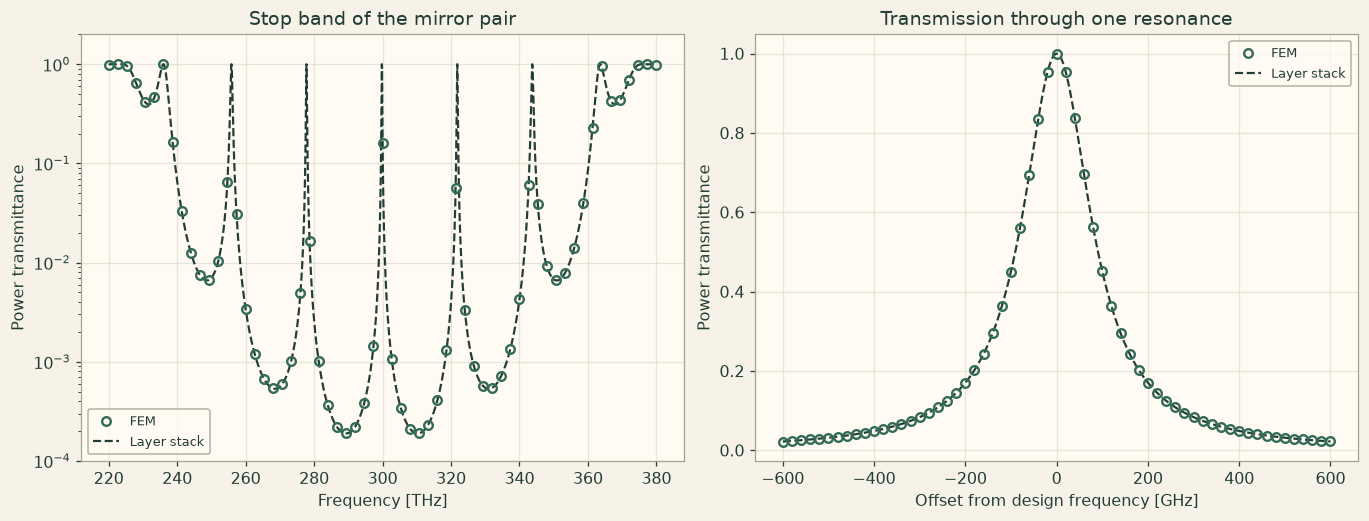 Stop band of the mirror pair
Power transmittance
10⁰
10⁻¹
10⁻²
10⁻³
10⁻⁴
FEM
Layer stack
220 240 260 280 300 320 340 360 380
Frequency [THz]
Transmission through one resonance
Power transmittance
1.0
0.8
0.6
0.4
0.2
0.0
FEM
Layer stack
−600 −400 −200 0 200 400 600
Offset from design frequency [GHz]